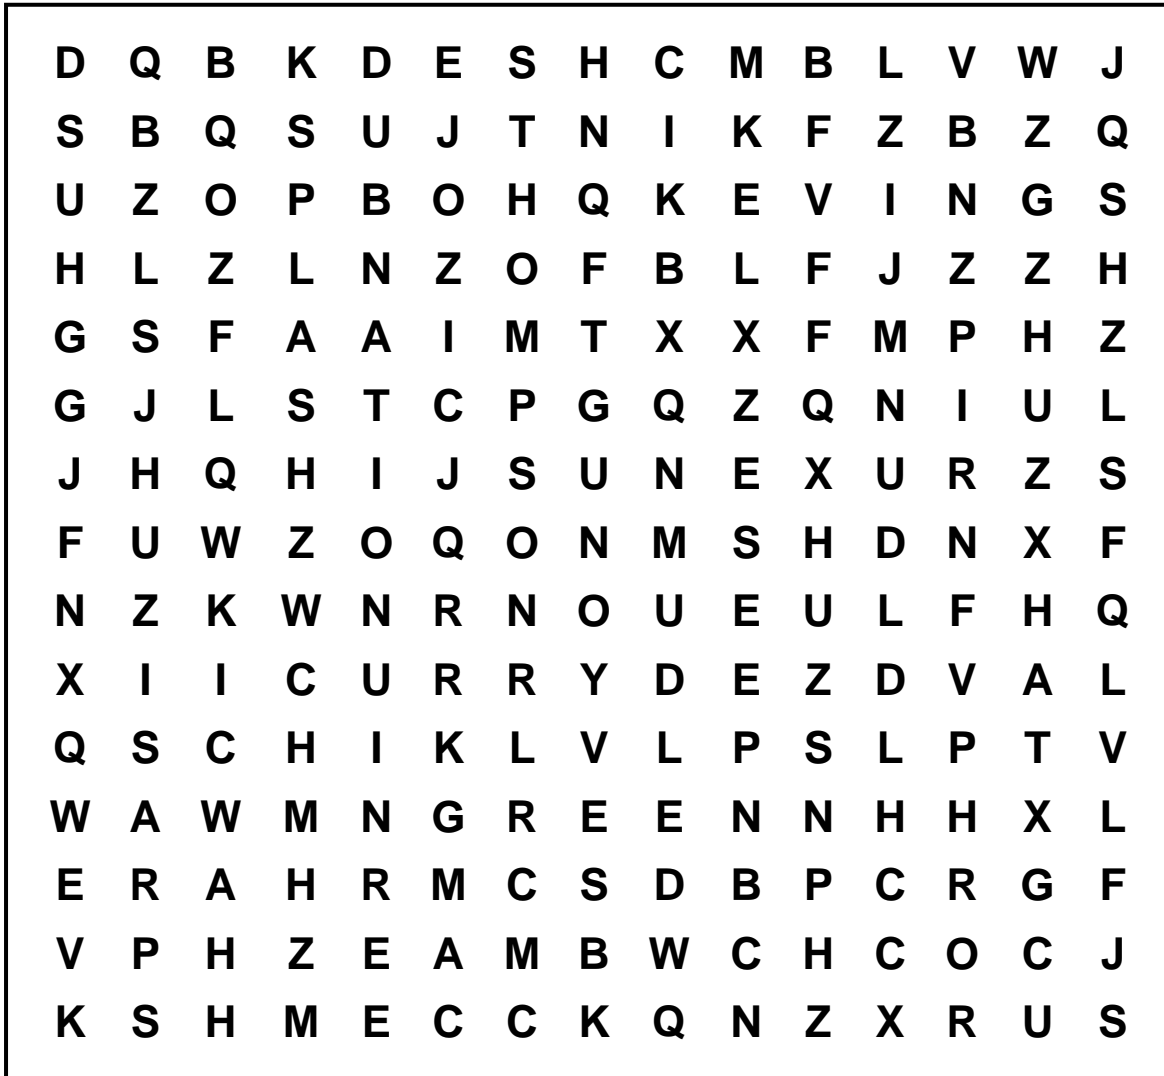 D Q B K D E S H C M B L V W J
S B Q S U J T N I K F Z B Z Q
U Z O P B O H Q K E V I N G S
H L Z L N Z O F B L F J Z Z H
G S F A A I M T X X F M P H Z
G J L S T C P G Q Z Q N I U L
J H Q H I J S U N E X U R Z S
F U W Z O Q O N M S H D N X F
N Z K W N R N O U E U L F H Q
X I I C U R R Y D E Z D V A L
Q S C H I K L V L P S L P T V
W A W M N G R E E N N H H X L
E R A H R M C S D B P C R G F
V P H Z E A M B W C H C O C J
K S H M E C C K Q N Z X R U S